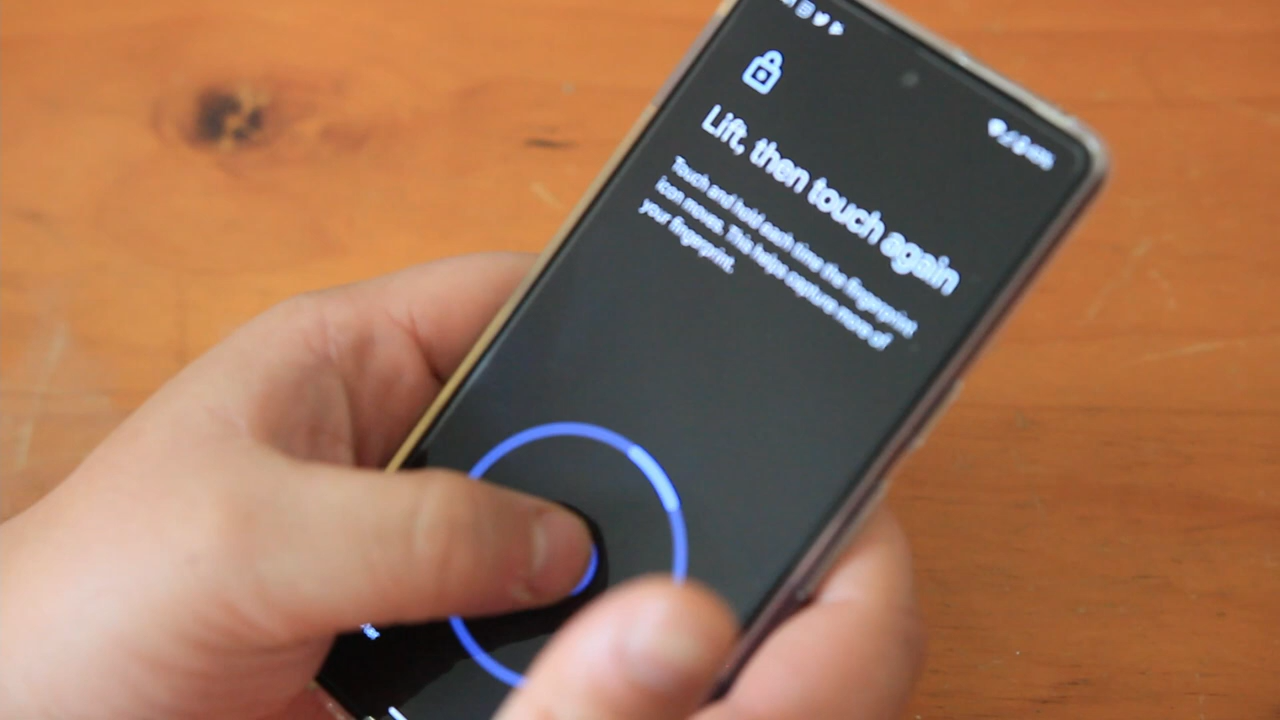 Lift, then touch again
Touch and hold each time the fingerprint
icon moves. This helps capture more of
your fingerprint.